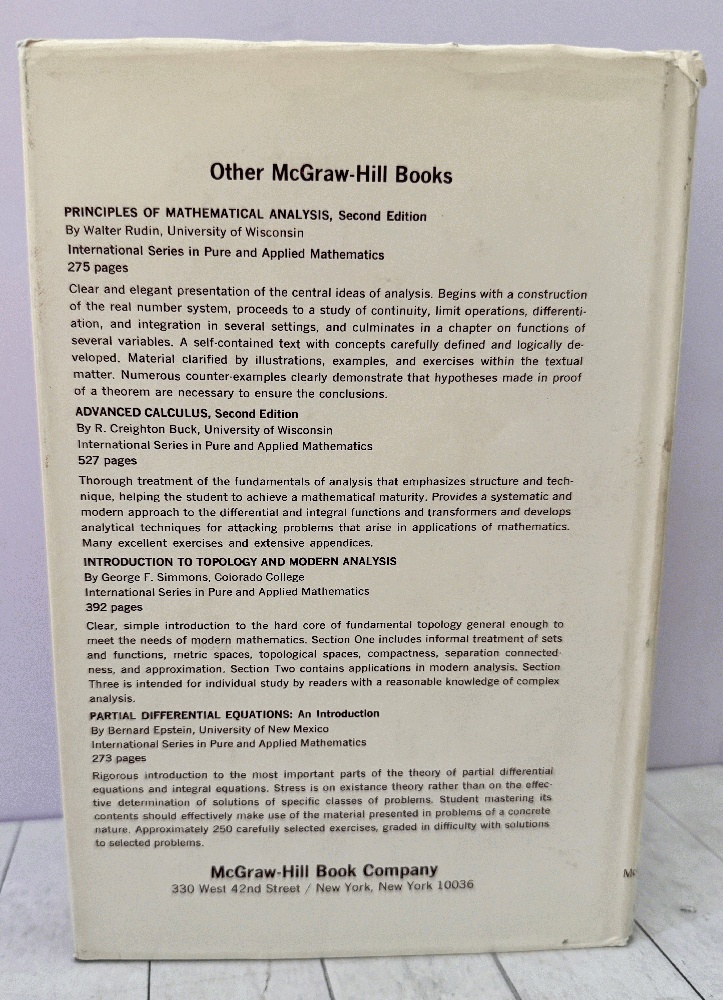 Other McGraw-Hill Books
PRINCIPLES OF MATHEMATICAL ANALYSIS, Second Edition
By Walter Rudin, University of Wisconsin
International Series in Pure and Applied Mathematics
275 pages
Clear and elegant presentation of the central ideas of analysis. Begins with a construction
of the real number system, proceeds to a study of continuity, limit operations, differenti-
ation, and integration in several settings, and culminates in a chapter on functions of
several variables. A self-contained text with concepts carefully defined and logically de-
veloped. Material clarified by illustrations, examples, and exercises within the textual
matter. Numerous counter-examples clearly demonstrate that hypotheses made in proof
of a theorem are necessary to ensure the conclusions.
ADVANCED CALCULUS, Second Edition
By R. Creighton Buck, University of Wisconsin
International Series in Pure and Applied Mathematics
527 pages
Thorough treatment of the fundamentals of analysis that emphasizes structure and tech-
nique, helping the student to achieve a mathematical maturity. Provides a systematic and
modern approach to the differential and integral functions and transformers and develops
analytical techniques for attacking problems that arise in applications of mathematics.
Many excellent exercises and extensive appendices.
INTRODUCTION TO TOPOLOGY AND MODERN ANALYSIS
By George F. Simmons, Colorado College
International Series in Pure and Applied Mathematics
392 pages
Clear, simple introduction to the hard core of fundamental topology general enough to
meet the needs of modern mathematics. Section One includes informal treatment of sets
and functions, metric spaces, topological spaces, compactness, separation connected-
ness, and approximation. Section Two contains applications in modern analysis. Section
Three is intended for individual study by readers with a reasonable knowledge of complex
analysis.
PARTIAL DIFFERENTIAL EQUATIONS: An Introduction
By Bernard Epstein, University of New Mexico
International Series in Pure and Applied Mathematics
273 pages
Rigorous introduction to the most important parts of the theory of partial differential
equations and integral equations. Stress is on existance theory rather than on the effec-
tive determination of solutions of specific classes of problems. Student mastering its
contents should effectively make use of the material presented in problems of a concrete
nature. Approximately 250 carefully selected exercises, graded in difficulty with solutions
to selected problems.
McGraw-Hill Book Company
330 West 42nd Street / New York, New York 10036